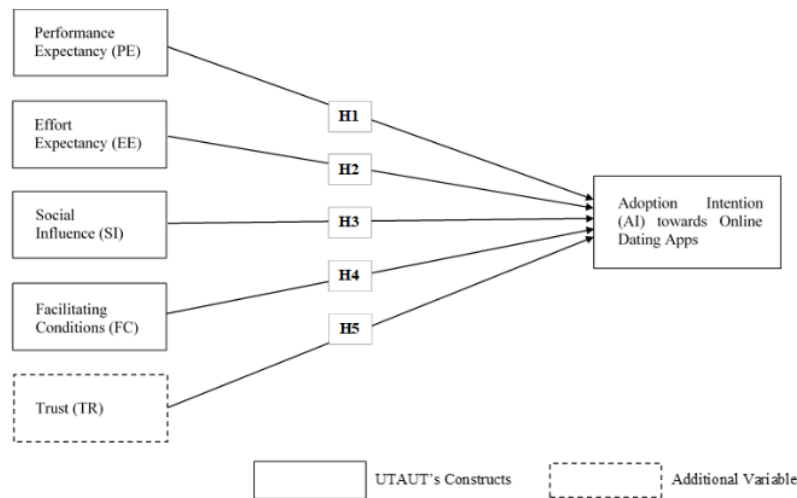 Performance
Expectancy (PE)
H1
Effort
Expectancy (EE)
H2
Social
Influence (SI)
H3
Adoption Intention
(AI) towards Online
Dating Apps
Facilitating
Conditions (FC)
H4
H5
Trust (TR)
UTAUT's Constructs
Additional Variable